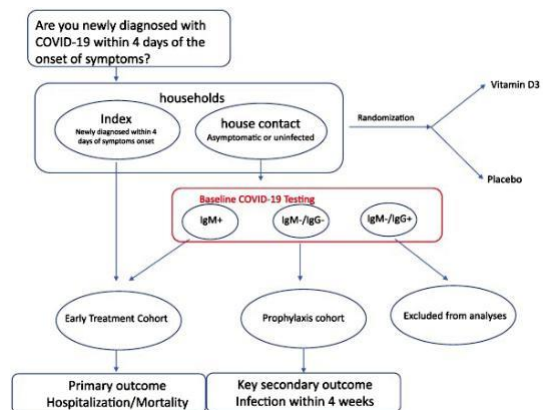 Are you newly diagnosed with
COVID-19 within 4 days of the
onset of symptoms?
households
Index
Newly diagnosed within 4
days of symptoms onset
house contact
Asymptomatic or uninfected
Randomization
Vitamin D3
Placebo
Baseline COVID-19 Testing
IgM+
IgM-/IgG-
IgM-/IgG+
Early Treatment Cohort
Prophylaxis cohort
Excluded from analyses
Primary outcome
Hospitalization/Mortality
Key secondary outcome
Infection within 4 weeks